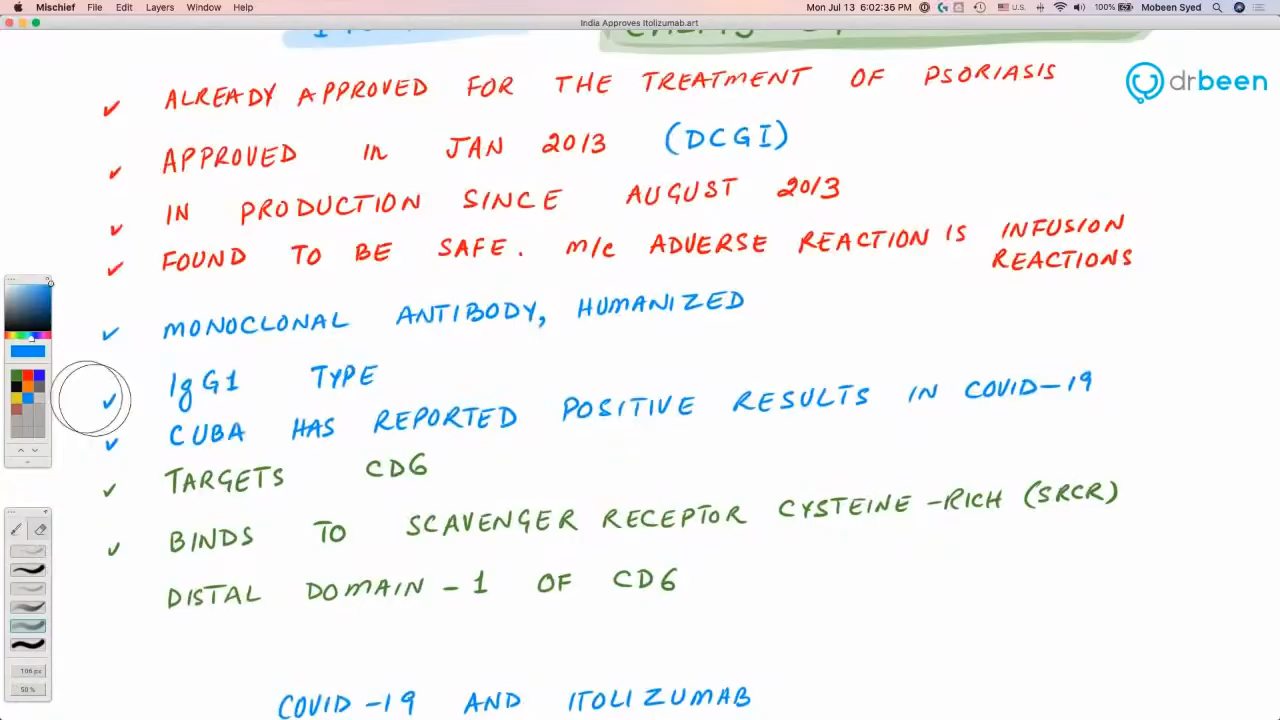 Mischief File Edit Layers Window Help Mon Jul 13 6:02:36 PM U.S. 100% Mobeen Syed
India Approves Itolizumab.art
drbeen
ALREADY APPROVED FOR THE TREATMENT OF PSORIASIS
APPROVED In JAN 2013 (DCGI)
IN PRODUCTION SINCE AUGUST 2013
FOUND TO BE SAFE. m/c ADVERSE REACTION IS INFUSION
REACTIONS
MONOCLONAL ANTIBODY, HUMANIZED
IgG1 TYPE
CUBA HAS REPORTED POSITIVE RESULTS IN COVID-19
TARGETS CD6
BINDS TO SCAVENGER RECEPTOR CYSTEINE-RICH (SRCR)
DISTAL DOMAIN-1 OF CD6
106 px
50%
COVID-19 AND ITOLIZUMAB